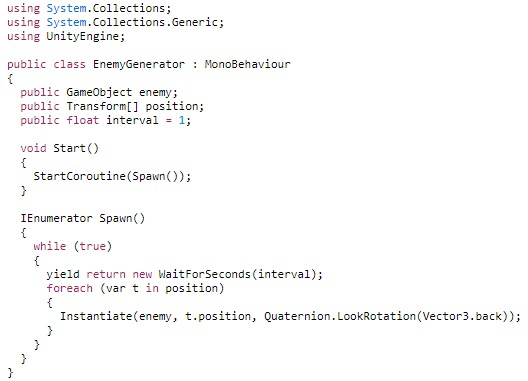 using System.Collections;
using System.Collections.Generic;
using UnityEngine;

public class EnemyGenerator : MonoBehaviour
{
  public GameObject enemy;
  public Transform[] position;
  public float interval = 1;

  void Start()
  {
    StartCoroutine(Spawn());
  }

  IEnumerator Spawn()
  {
    while (true)
    {
      yield return new WaitForSeconds(interval);
      foreach (var t in position)
      {
        Instantiate(enemy, t.position, Quaternion.LookRotation(Vector3.back));
      }
    }
  }
}